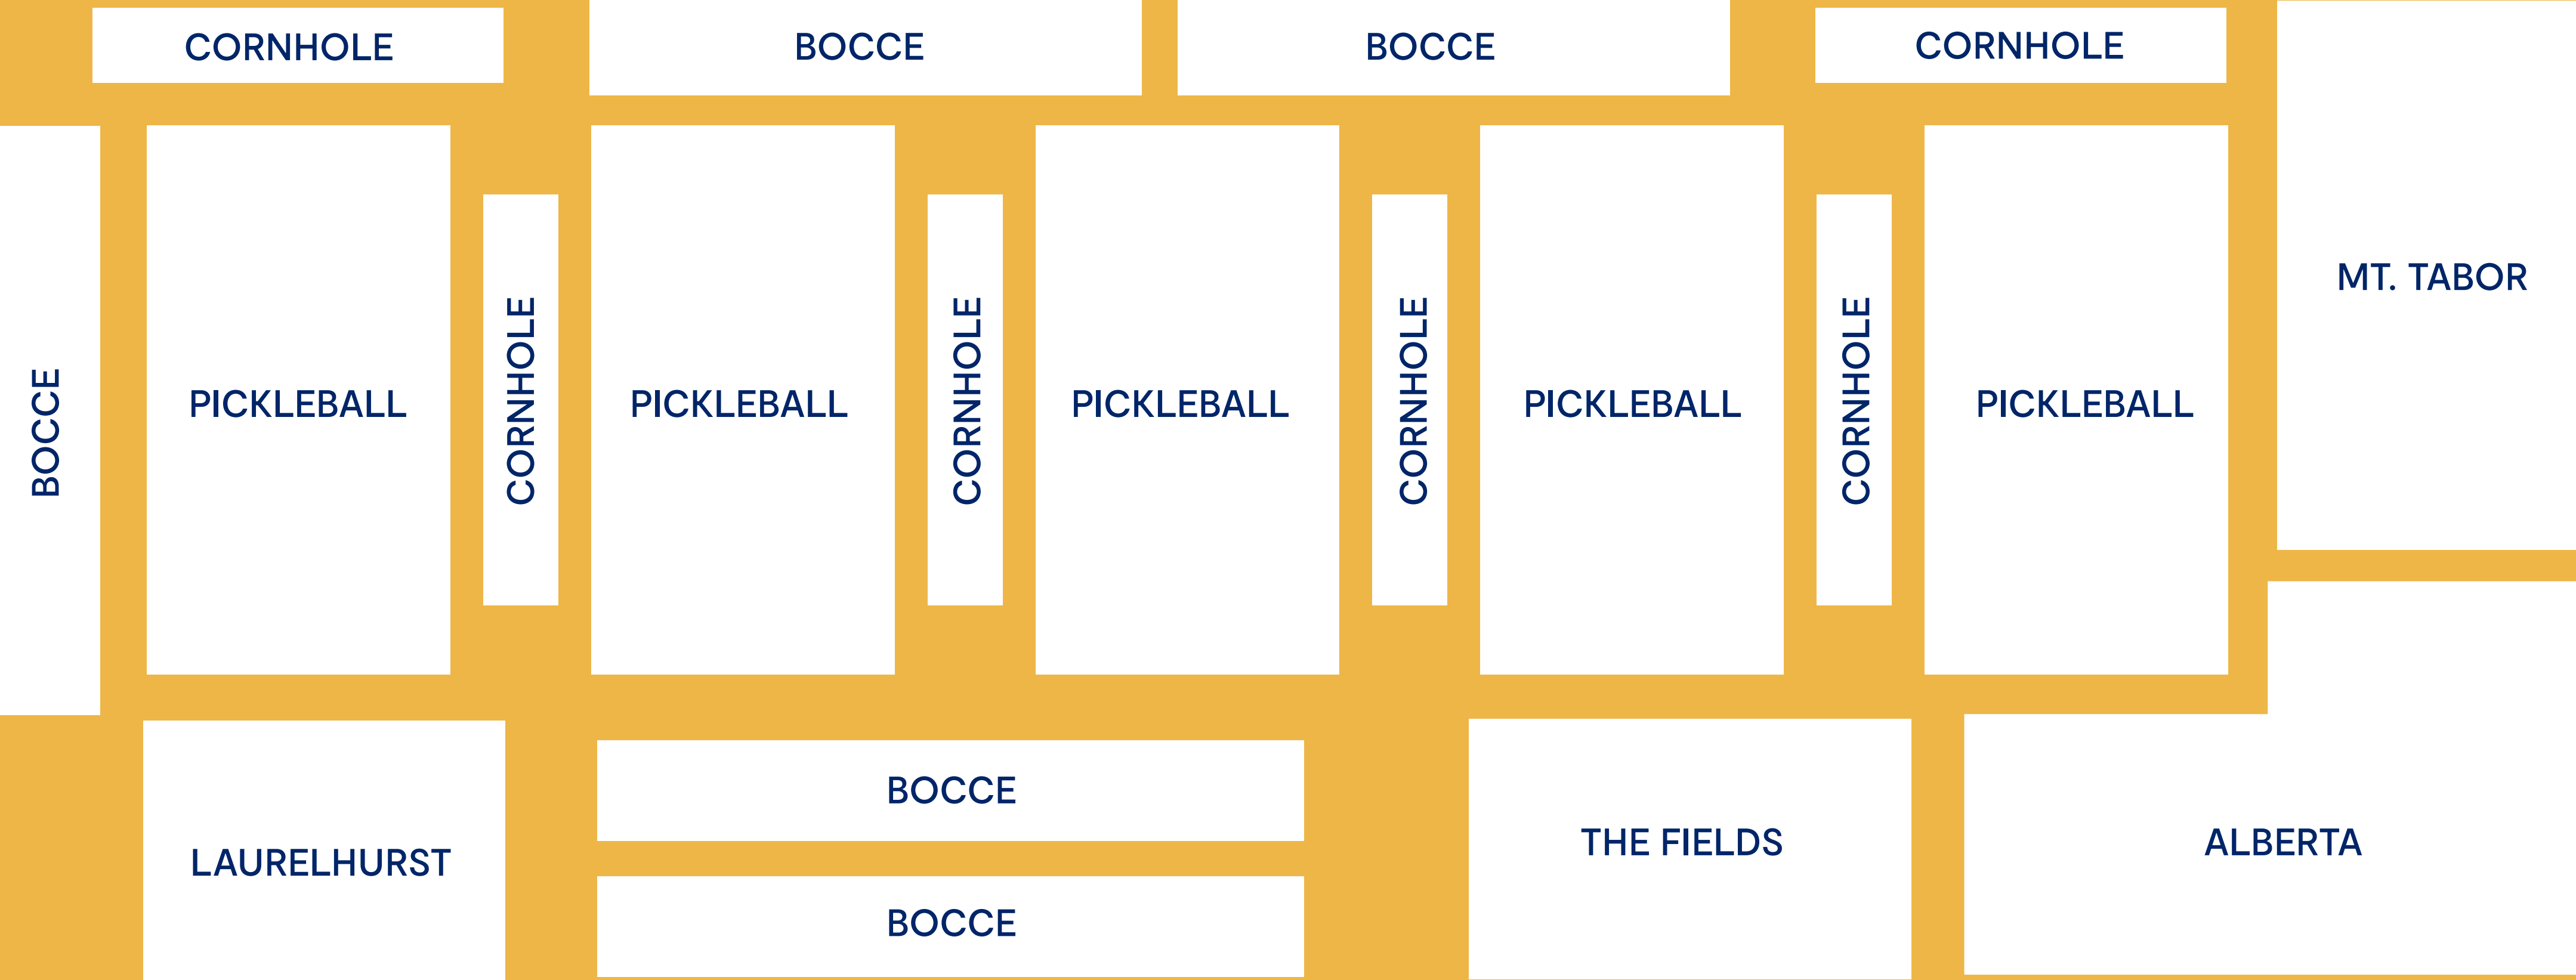 CORNHOLE
BOCCE
BOCCE
CORNHOLE
MT. TABOR
BOCCE
PICKLEBALL
CORNHOLE
PICKLEBALL
CORNHOLE
PICKLEBALL
CORNHOLE
PICKLEBALL
CORNHOLE
PICKLEBALL
LAURELHURST
BOCCE
BOCCE
THE FIELDS
ALBERTA